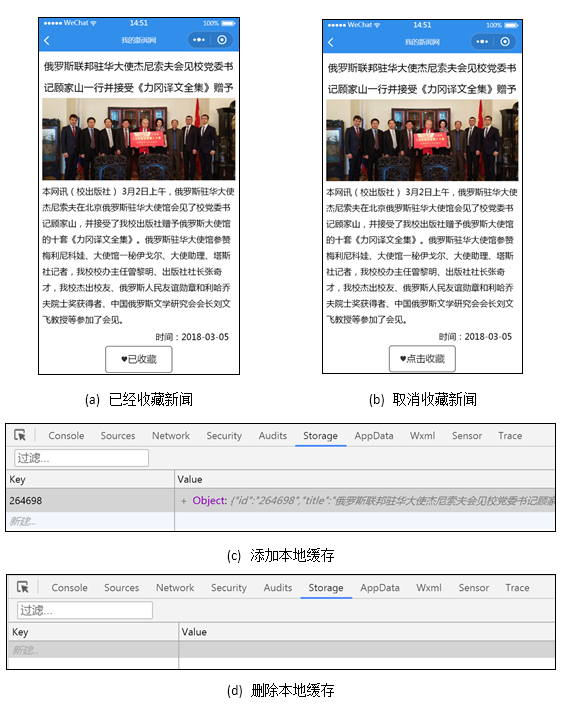 WeChat 14:51 100%
我的新闻网
俄罗斯联邦驻华大使杰尼索夫会见校党委书
记顾家山一行并接受《力冈译文全集》赠予
本网讯(校出版社) 3月2日上午，俄罗斯驻华大使
杰尼索夫在北京俄罗斯驻华大使馆会见了校党委书
记顾家山，并接受了我校出版社赠予俄罗斯大使馆
的十套《力冈译文全集》。俄罗斯驻华大使馆参赞
梅利尼科娃、大使馆一秘伊戈尔、大使助理、塔斯
社记者，我校校办主任曾黎明、出版社社长张奇
才，我校杰出校友、俄罗斯人民友谊勋章和利哈乔
夫院士奖获得者、中国俄罗斯文学研究会会长刘文
飞教授等参加了会见。
时间：2018-03-05
♥已收藏
(a) 已经收藏新闻
WeChat 14:51 100%
我的新闻网
俄罗斯联邦驻华大使杰尼索夫会见校党委书
记顾家山一行并接受《力冈译文全集》赠予
本网讯(校出版社) 3月2日上午，俄罗斯驻华大使
杰尼索夫在北京俄罗斯驻华大使馆会见了校党委书
记顾家山，并接受了我校出版社赠予俄罗斯大使馆
的十套《力冈译文全集》。俄罗斯驻华大使馆参赞
梅利尼科娃、大使馆一秘伊戈尔、大使助理、塔斯
社记者，我校校办主任曾黎明、出版社社长张奇
才，我校杰出校友、俄罗斯人民友谊勋章和利哈乔
夫院士奖获得者、中国俄罗斯文学研究会会长刘文
飞教授等参加了会见。
时间：2018-03-05
♥点击收藏
(b) 取消收藏新闻
Console Sources Network Security Audits Storage AppData Wxml Sensor Trace
过滤...
Key Value
264698 + Object: {"id":"264698","title":"俄罗斯联邦驻华大使杰尼索夫会见校党委书记顾家
新建...
(c) 添加本地缓存
Console Sources Network Security Audits Storage AppData Wxml Sensor Trace
过滤...
Key Value
新建...
(d) 删除本地缓存